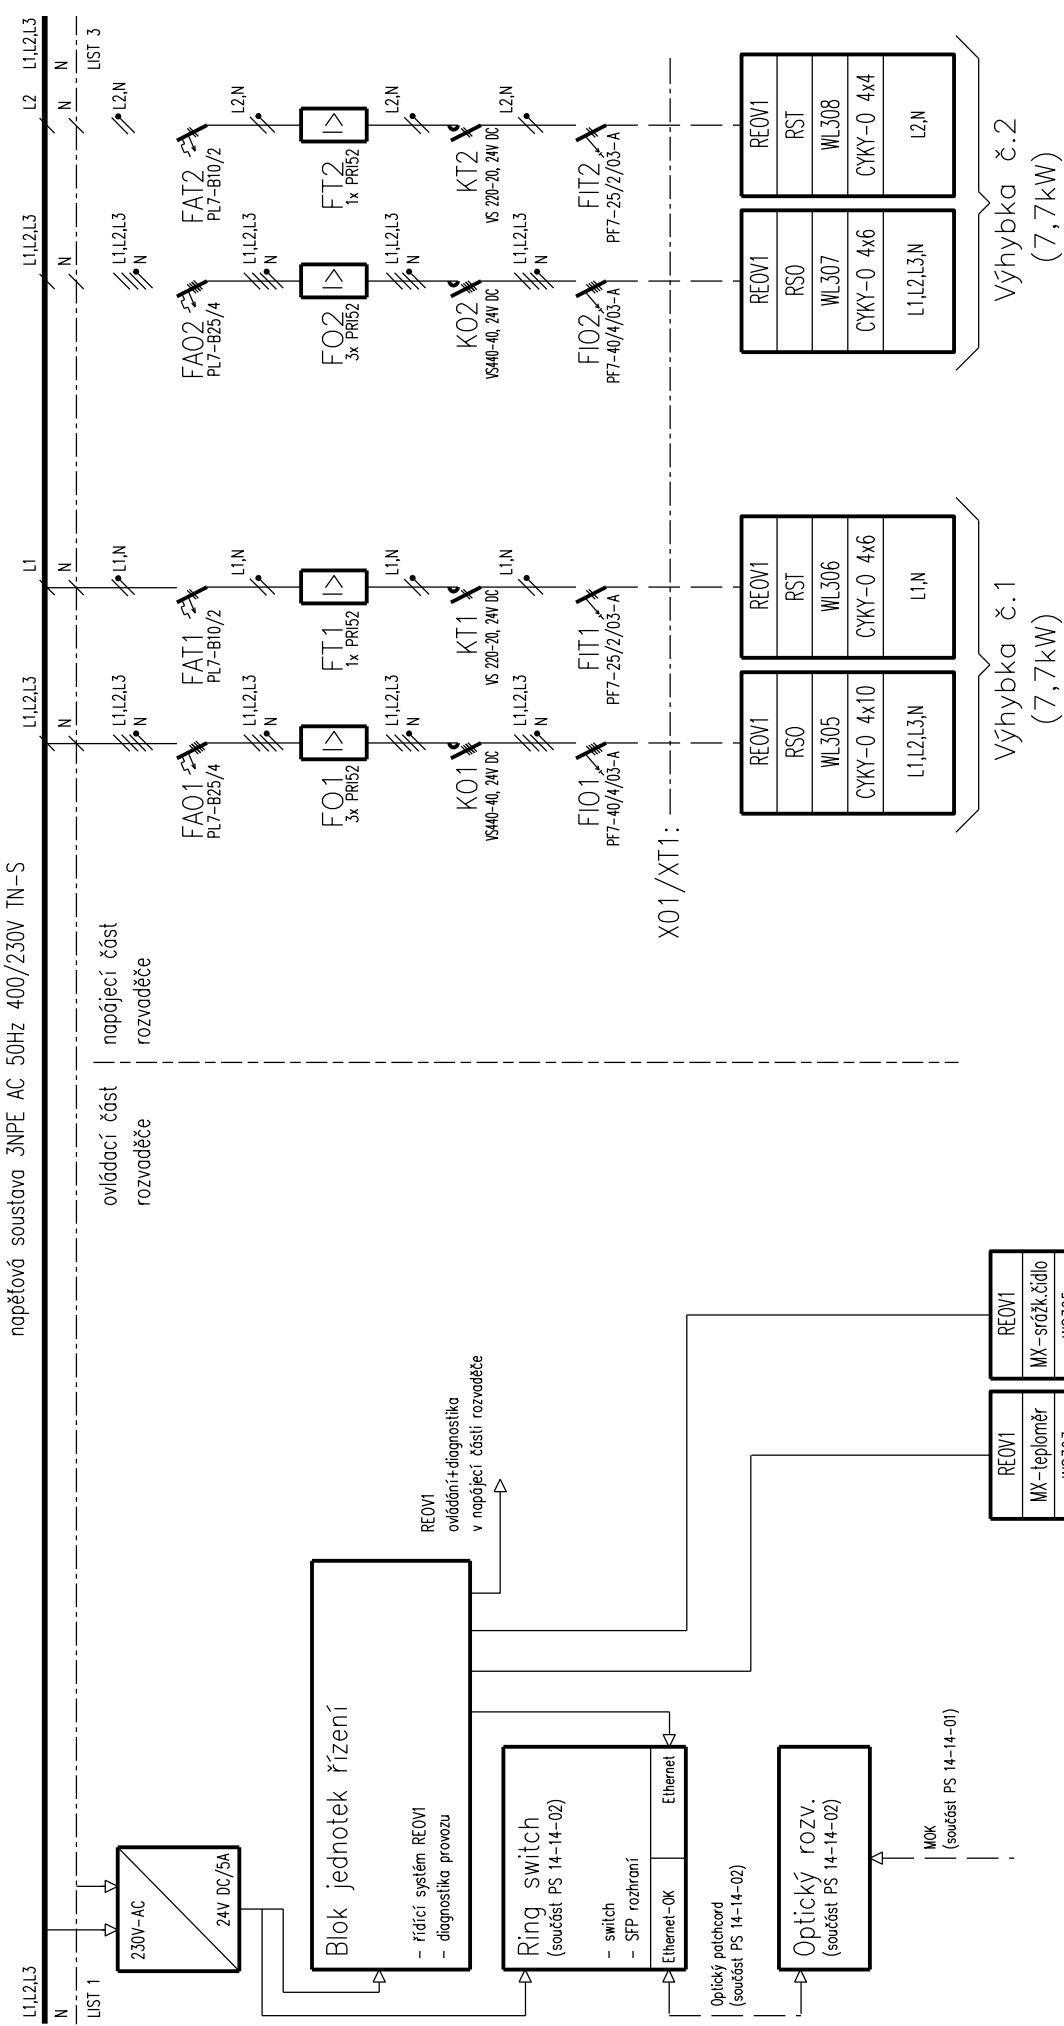 napěťová soustava 3NPE AC 50Hz 400/230V TN-S
L1,L2,L3
N
LIST 1
L1,L2,L3
N
L1
N
L1,L2,L3
N
L2
N
L1,L2,L3
N
LIST 3
230V-AC
24V DC/5A
ovládací část
rozvaděče
napájecí část
rozvaděče
Blok jednotek řízení
- řídící systém REOV1
- diagnostika provozu
REOV1
ovládání+diagnostika
v napájecí části rozvaděče
Ring switch
(součást PS 14-14-02)
- switch
- SFP rozhraní
Ethernet-OK
Ethernet
Optický patchcord
(součást PS 14-14-02)
Optický rozv.
(součást PS 14-14-02)
MOK
(součást PS 14-14-01)
REOV1
MX-teploměr
REOV1
MX-srážk.čidlo
L1,L2,L3
N
FAO1
PL7-B25/4
L1,L2,L3
N
FO1
3x PRI52
I>
L1,L2,L3
N
KO1
VS440-40, 24V DC
L1,L2,L3
N
FIO1
PF7-40/4/03-A
L1,N
FAT1
PL7-B10/2
L1,N
FT1
1x PRI52
I>
L1,N
KT1
VS 220-20, 24V DC
L1,N
FIT1
PF7-25/2/03-A
L1,L2,L3
N
FAO2
PL7-B25/4
L1,L2,L3
N
FO2
3x PRI52
I>
L1,L2,L3
N
KO2
VS440-40, 24V DC
L1,L2,L3
N
FIO2
PF7-40/4/03-A
L2,N
FAT2
PL7-B10/2
L2,N
FT2
1x PRI52
I>
L2,N
KT2
VS 220-20, 24V DC
L2,N
FIT2
PF7-25/2/03-A
XO1/XT1:
REOV1
RSO
WL305
CYKY-O 4x10
L1,L2,L3,N
REOV1
RST
WL306
CYKY-O 4x6
L1,N
Výhybka č.1
(7,7kW)
REOV1
RSO
WL307
CYKY-O 4x6
L1,L2,L3,N
REOV1
RST
WL308
CYKY-O 4x4
L2,N
Výhybka č.2
(7,7kW)